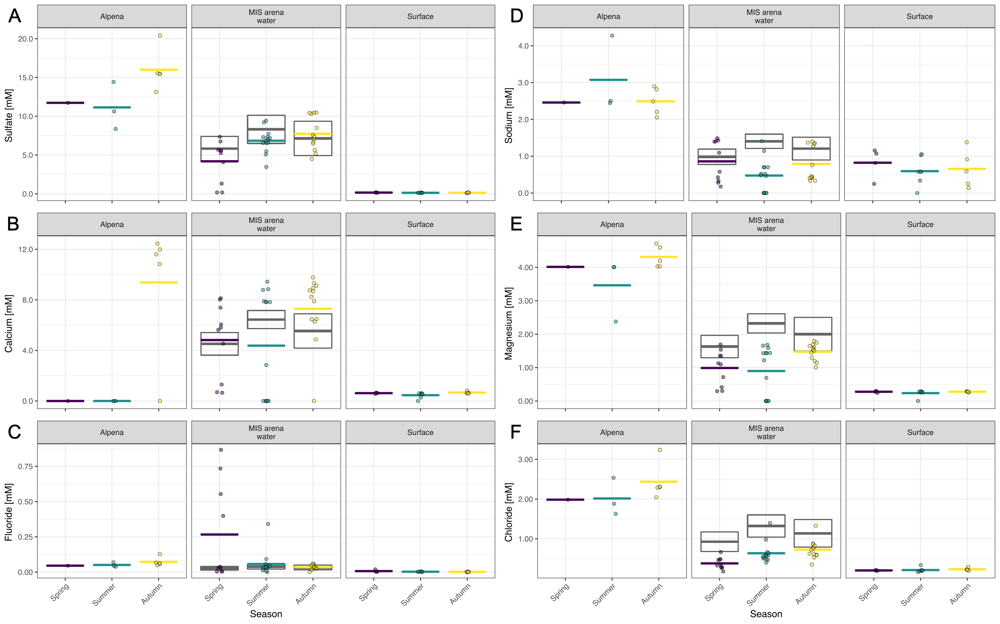 A
Alpena
MIS arena
water
Surface
Sulfate [mM]
20.0
15.0
10.0
5.0
0.0
D
Alpena
MIS arena
water
Surface
Sodium [mM]
4.0
3.0
2.0
1.0
0.0
B
Alpena
MIS arena
water
Surface
Calcium [mM]
12.0
8.0
4.0
0.0
E
Alpena
MIS arena
water
Surface
Magnesium [mM]
4.00
3.00
2.00
1.00
0.00
C
Alpena
MIS arena
water
Surface
Fluoride [mM]
0.75
0.50
0.25
0.00
Spring
Summer
Autumn
Spring
Summer
Autumn
Spring
Summer
Autumn
Season
F
Alpena
MIS arena
water
Surface
Chloride [mM]
3.00
2.00
1.00
Spring
Summer
Autumn
Spring
Summer
Autumn
Spring
Summer
Autumn
Season